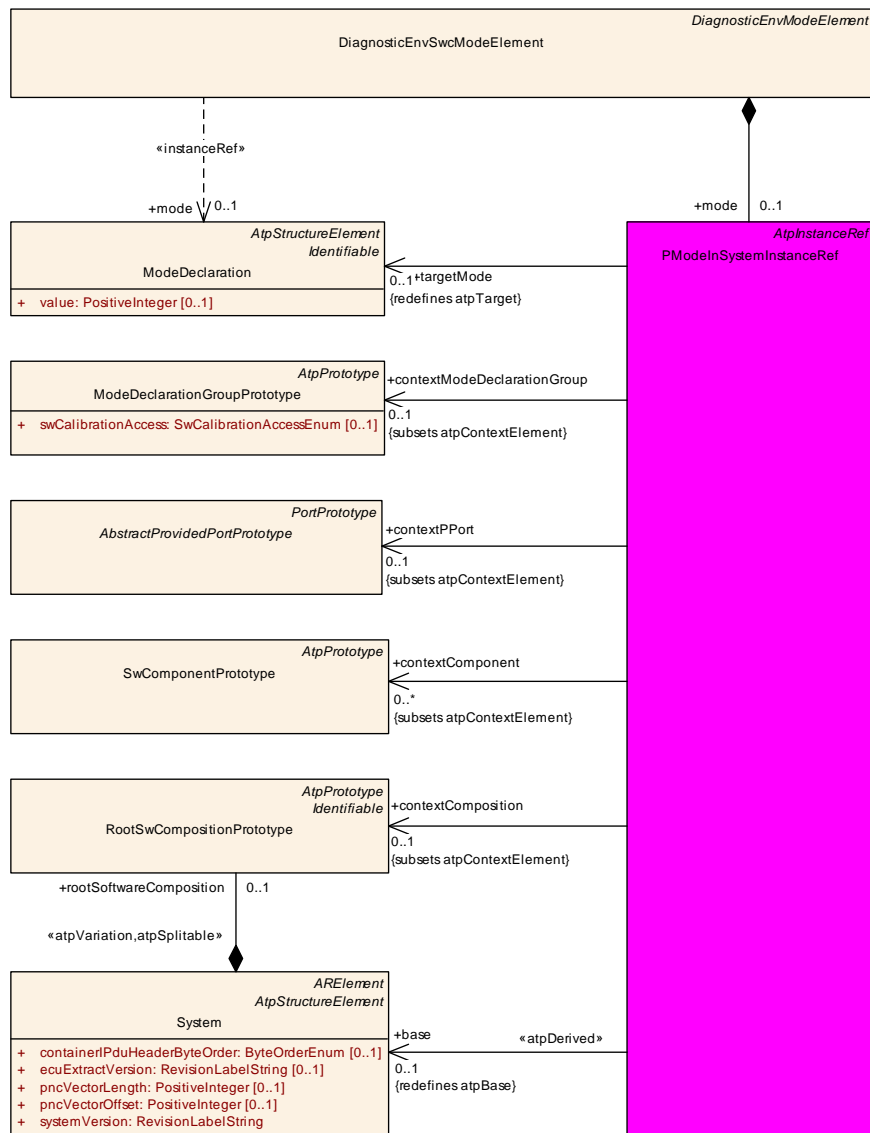 DiagnosticEnvModeElement
DiagnosticEnvSwcModeElement
«instanceRef»
+mode
0..1
+mode
0..1
AtpStructureElement
Identifiable
ModeDeclaration
+ value: PositiveInteger [0..1]
AtpInstanceRef
PModeInSystemInstanceRef
+targetMode
0..1
{redefines atpTarget}
AtpPrototype
ModeDeclarationGroupPrototype
+ swCalibrationAccess: SwCalibrationAccessEnum [0..1]
+contextModeDeclarationGroup
0..1
{subsets atpContextElement}
PortPrototype
AbstractProvidedPortPrototype
+contextPPort
0..1
{subsets atpContextElement}
AtpPrototype
SwComponentPrototype
+contextComponent
0..*
{subsets atpContextElement}
AtpPrototype
Identifiable
RootSwCompositionPrototype
+contextComposition
0..1
{subsets atpContextElement}
+rootSoftwareComposition
0..1
«atpVariation,atpSplitable»
ARElement
AtpStructureElement
System
+ containerIPduHeaderByteOrder: ByteOrderEnum [0..1]
+ ecuExtractVersion: RevisionLabelString [0..1]
+ pncVectorLength: PositiveInteger [0..1]
+ pncVectorOffset: PositiveInteger [0..1]
+ systemVersion: RevisionLabelString
+base
«atpDerived»
0..1
{redefines atpBase}